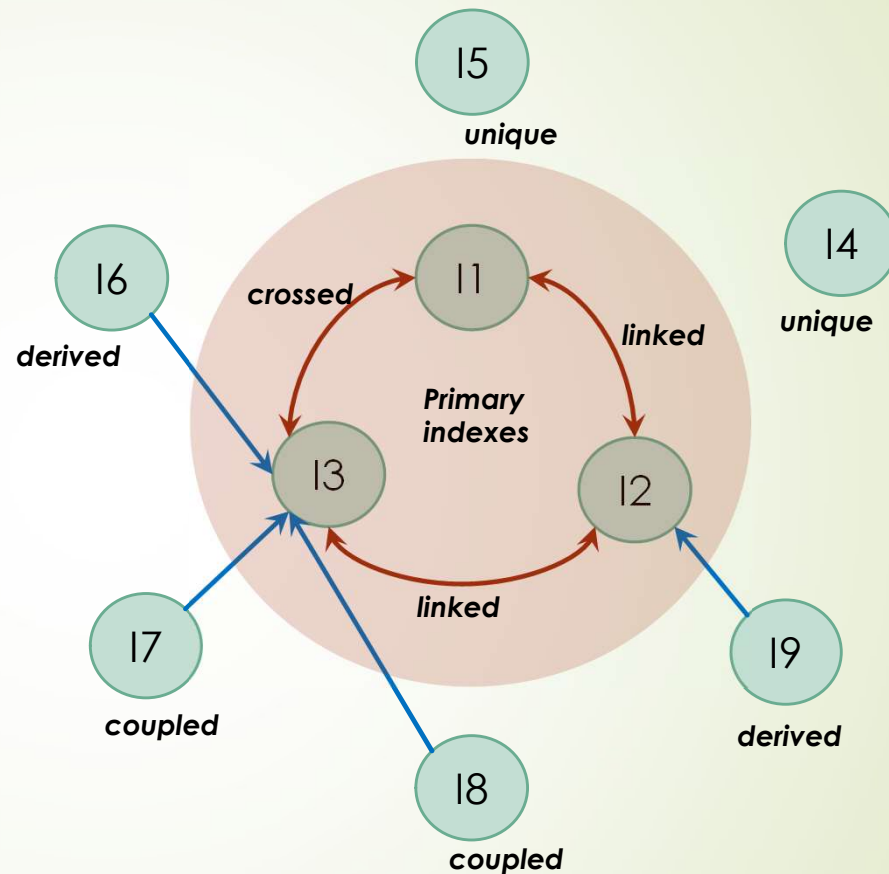 I5
unique
I4
unique
I6
derived
I1
crossed
linked
Primary
indexes
I3
I2
linked
I7
coupled
I9
derived
I8
coupled